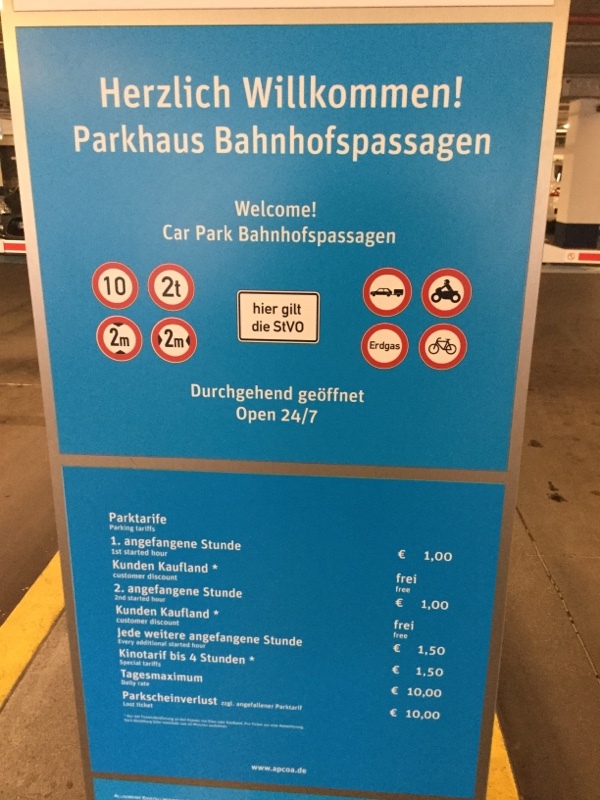 Herzlich Willkommen!
Parkhaus Bahnhofspassagen
Welcome!
Car Park Bahnhofspassagen
10
2t
2m
2m
hier gilt
die StVO
Erdgas
Durchgehend geöffnet
Open 24/7
Parktarife
Parking tariffs
1. angefangene Stunde € 1,00
1st started hour
Kunden Kaufland * frei
customer discount free
2. angefangene Stunde € 1,00
2nd started hour
Kunden Kaufland * frei
customer discount free
Jede weitere angefangene Stunde € 1,50
Every additional started hour
Kinotarif bis 4 Stunden * € 1,50
Special tariffs
Tagesmaximum € 10,00
Daily rate
Parkscheinverlust zzgl. angefallener Parktarif € 10,00
Lost ticket
www.apcoa.de